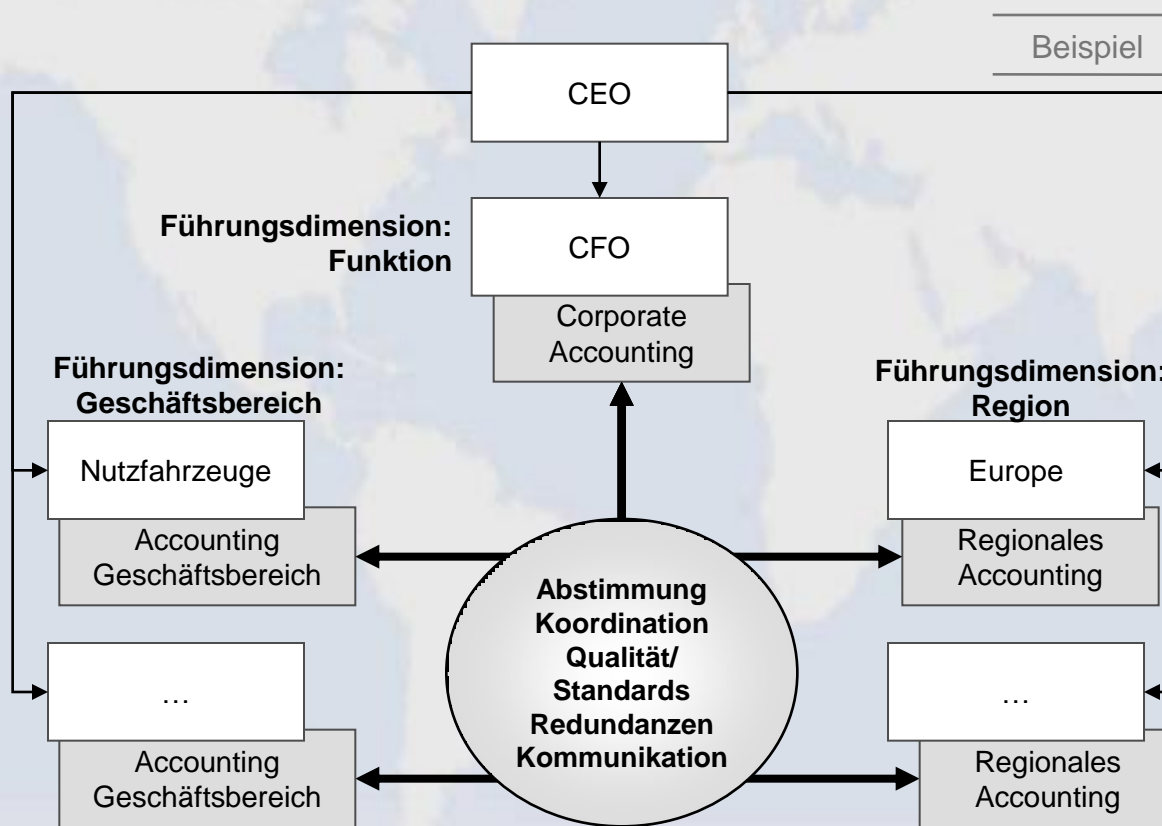 Beispiel
CEO
Führungsdimension:
Funktion
CFO
Corporate
Accounting
Führungsdimension:
Geschäftsbereich
Führungsdimension:
Region
Nutzfahrzeuge
Accounting
Geschäftsbereich
Europe
Regionales
Accounting
Abstimmung
Koordination
Qualität/
Standards
Redundanzen
Kommunikation
…
Accounting
Geschäftsbereich
…
Regionales
Accounting